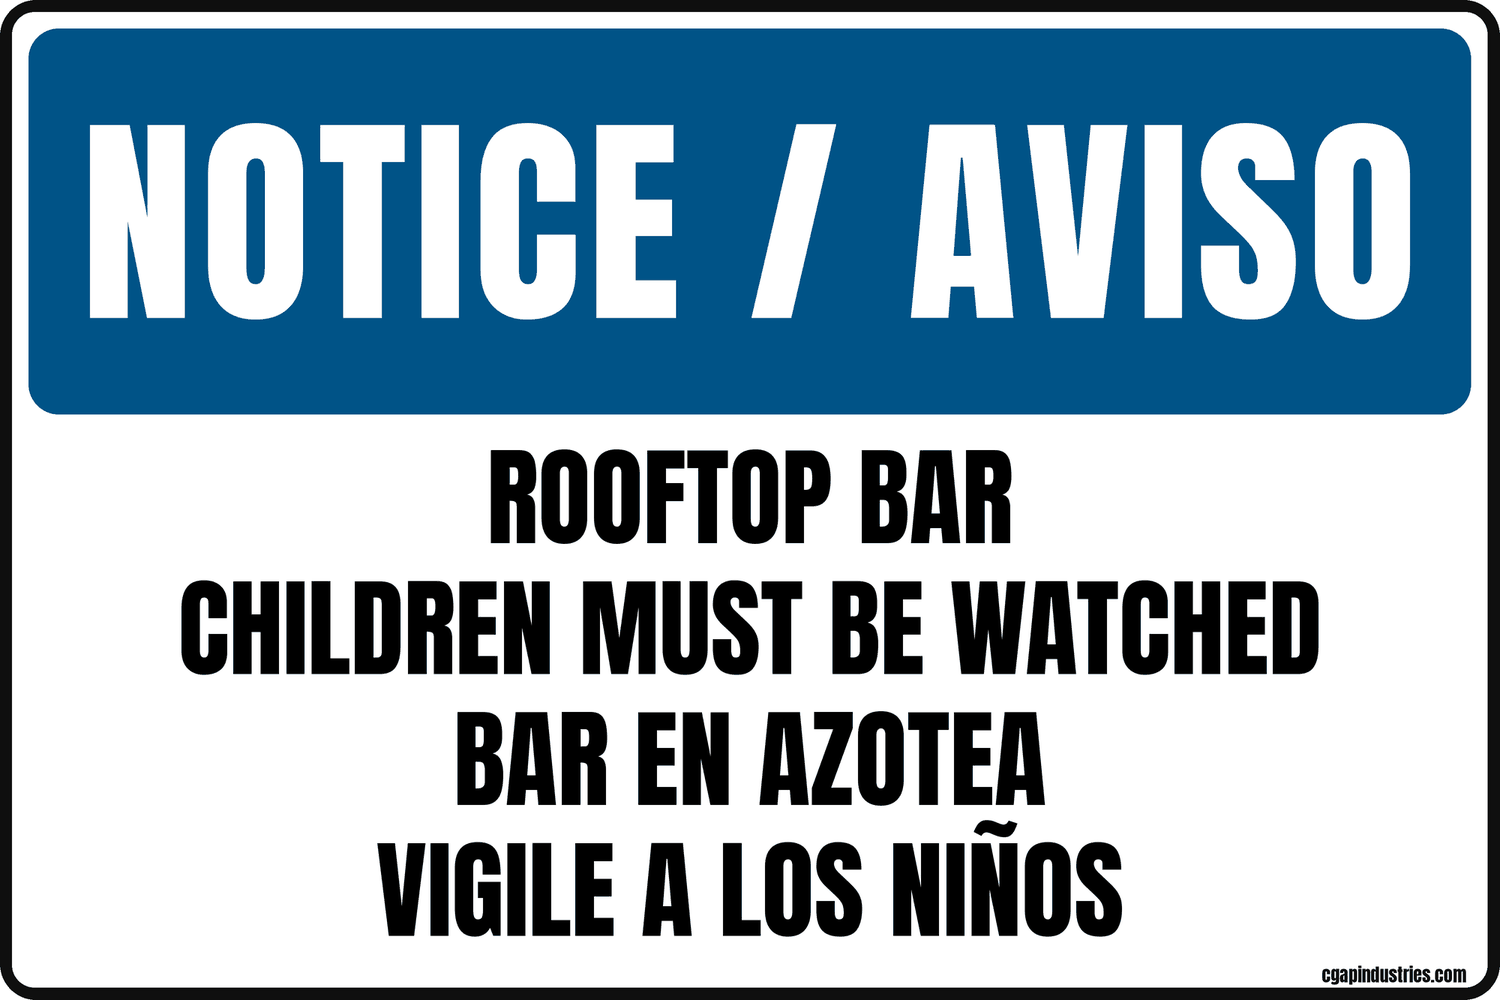 NOTICE / AVISO
ROOFTOP BAR
CHILDREN MUST BE WATCHED
BAR EN AZOTEA
VIGILE A LOS NIÑOS
cgapindustries.com